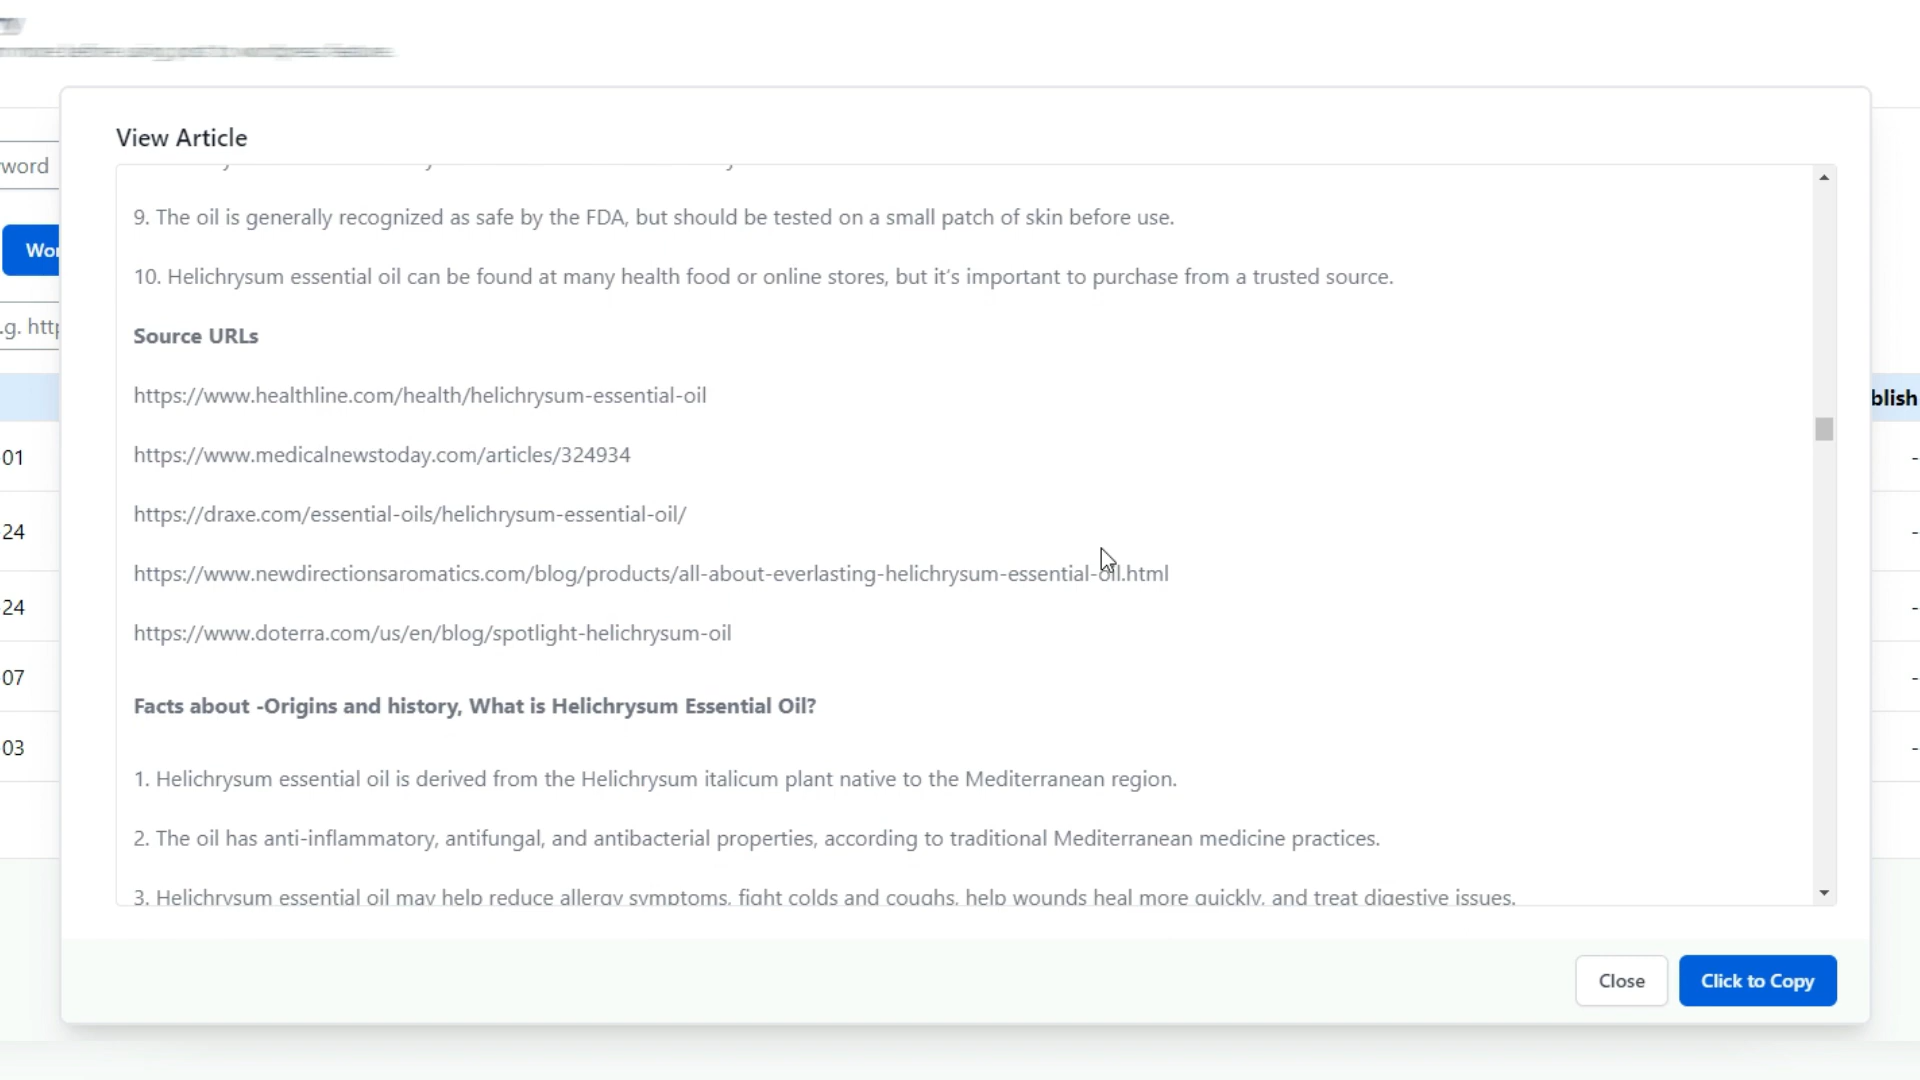 View Article
word
9. The oil is generally recognized as safe by the FDA, but should be tested on a small patch of skin before use.
Wor
10. Helichrysum essential oil can be found at many health food or online stores, but it's important to purchase from a trusted source.
.g. http
Source URLs
https://www.healthline.com/health/helichrysum-essential-oil
blish
01
-
https://www.medicalnewstoday.com/articles/324934
24
-
https://draxe.com/essential-oils/helichrysum-essential-oil/
https://www.newdirectionsaromatics.com/blog/products/all-about-everlasting-helichrysum-essential-oil.html
24
-
https://www.doterra.com/us/en/blog/spotlight-helichrysum-oil
07
-
Facts about -Origins and history, What is Helichrysum Essential Oil?
03
-
1. Helichrysum essential oil is derived from the Helichrysum italicum plant native to the Mediterranean region.
2. The oil has anti-inflammatory, antifungal, and antibacterial properties, according to traditional Mediterranean medicine practices.
3. Helichrysum essential oil may help reduce allergy symptoms, fight colds and coughs, help wounds heal more quickly, and treat digestive issues.
Close
Click to Copy